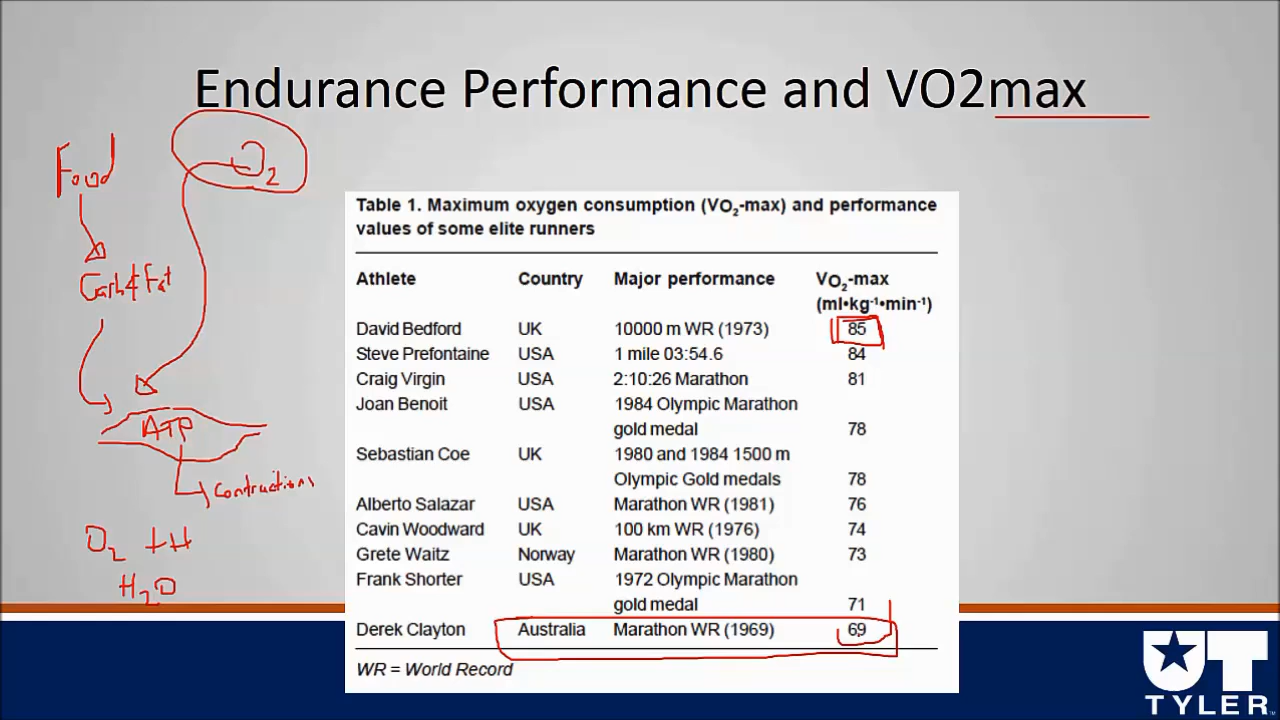 Endurance Performance and VO2max
Food
O2
Carb & Fat
ATP
Contractions
O2 + H
H2O
Table 1. Maximum oxygen consumption (VO2-max) and performance
values of some elite runners
Athlete Country Major performance VO2-max
(ml•kg-1•min-1)
David Bedford UK 10000 m WR (1973) 85
Steve Prefontaine USA 1 mile 03:54.6 84
Craig Virgin USA 2:10:26 Marathon 81
Joan Benoit USA 1984 Olympic Marathon
gold medal 78
Sebastian Coe UK 1980 and 1984 1500 m
Olympic Gold medals 78
Alberto Salazar USA Marathon WR (1981) 76
Cavin Woodward UK 100 km WR (1976) 74
Grete Waitz Norway Marathon WR (1980) 73
Frank Shorter USA 1972 Olympic Marathon
gold medal 71
Derek Clayton Australia Marathon WR (1969) 69
WR = World Record
UT
TYLER